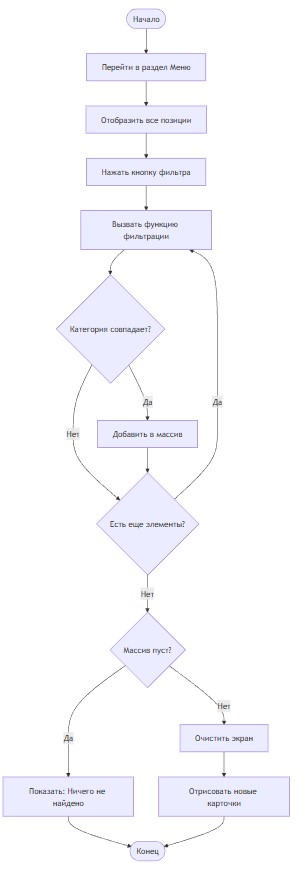 Начало
Перейти в раздел Меню
Отобразить все позиции
Нажать кнопку фильтра
Вызвать функцию
фильтрации
Категория совпадает?
Да
Да
Нет
Добавить в массив
Есть еще элементы?
Нет
Массив пуст?
Нет
Да
Очистить экран
Показать: Ничего не
найдено
Отрисовать новые
карточки
Конец